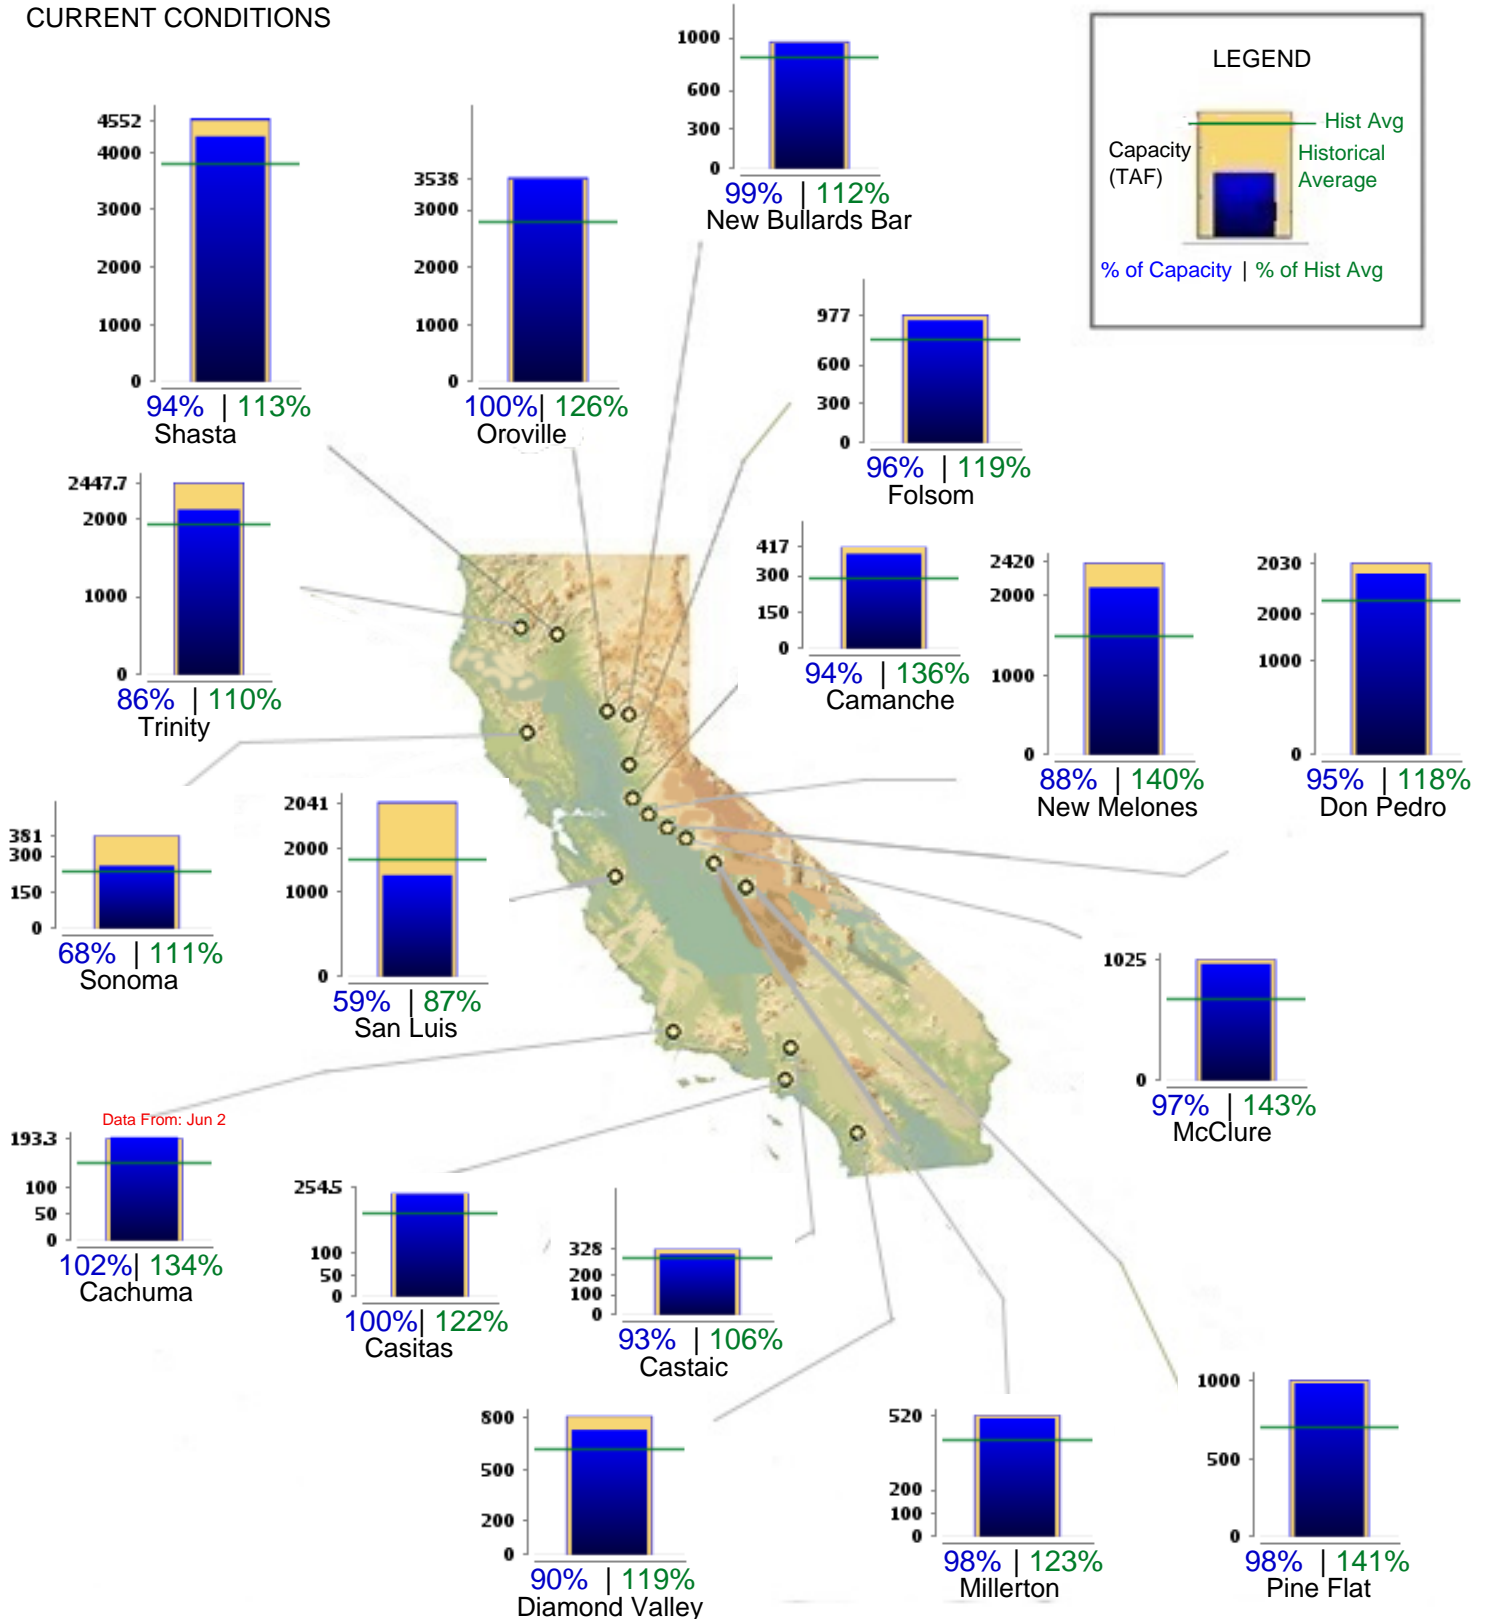 CURRENT CONDITIONS
LEGEND
Hist Avg
Capacity
(TAF)
Historical
Average
% of Capacity | % of Hist Avg
1000
600
300
0
99% | 112%
New Bullards Bar
4552
4000
3000
2000
1000
0
94% | 113%
Shasta
3538
3000
2000
1000
0
100%| 126%
Oroville
977
600
300
0
96% | 119%
Folsom
2447.7
2000
1000
0
86% | 110%
Trinity
417
300
150
0
94% | 136%
Camanche
2420
2000
1000
0
88% | 140%
New Melones
2030
2000
1000
0
95% | 118%
Don Pedro
381
300
150
0
68% | 111%
Sonoma
2041
2000
1000
0
59% | 87%
San Luis
1025
0
97% | 143%
McClure
Data From: Jun 2
193.3
100
50
0
102%| 134%
Cachuma
254.5
100
50
0
100%| 122%
Casitas
328
200
100
0
93% | 106%
Castaic
800
500
200
0
90% | 119%
Diamond Valley
520
200
100
0
98% | 123%
Millerton
1000
500
0
98% | 141%
Pine Flat